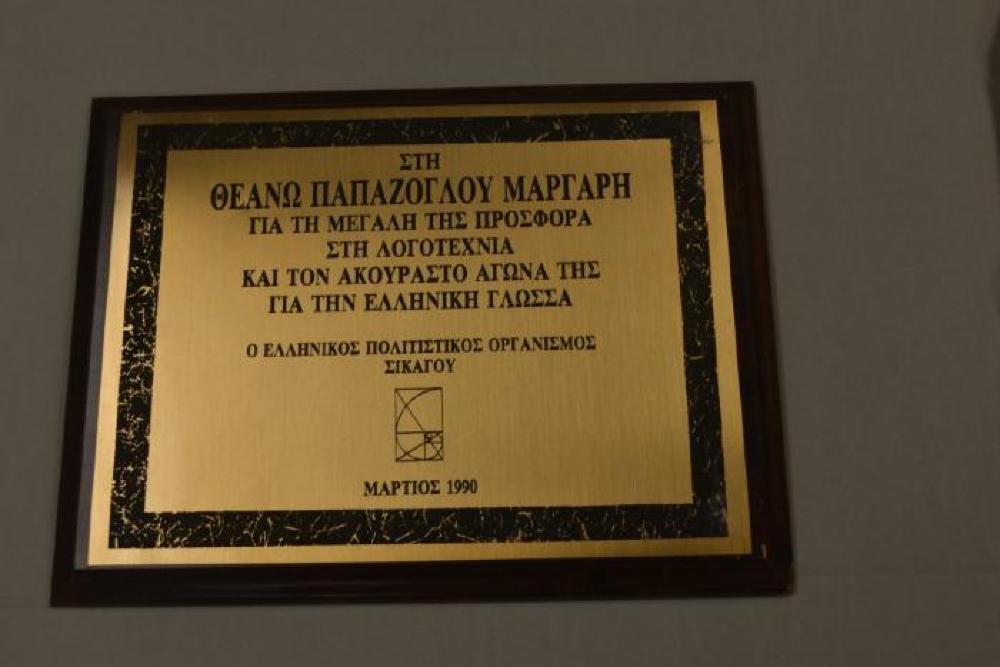 ΣΤΗ
ΘΕΑΝΩ ΠΑΠΑΖΟΓΛΟΥ ΜΑΡΓΑΡΗ
ΓΙΑ ΤΗ ΜΕΓΑΛΗ ΤΗΣ ΠΡΟΣΦΟΡΑ
ΣΤΗ ΛΟΓΟΤΕΧΝΙΑ
ΚΑΙ ΤΟΝ ΑΚΟΥΡΑΣΤΟ ΑΓΩΝΑ ΤΗΣ
ΓΙΑ ΤΗΝ ΕΛΛΗΝΙΚΗ ΓΛΩΣΣΑ
Ο ΕΛΛΗΝΙΚΟΣ ΠΟΛΙΤΙΣΤΙΚΟΣ ΟΡΓΑΝΙΣΜΟΣ
ΣΙΚΑΓΟΥ
ΜΑΡΤΙΟΣ 1990